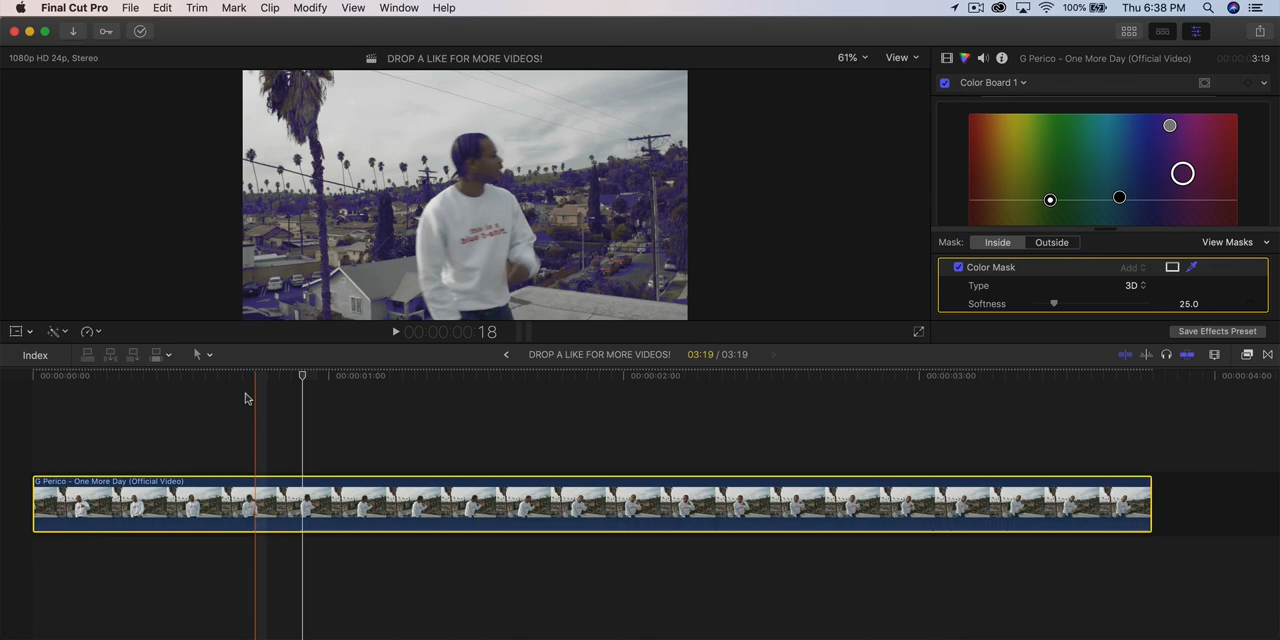 Final Cut Pro File Edit Trim Mark Clip Modify View Window Help 100% Thu 6:38 PM
1080p HD 24p, Stereo DROP A LIKE FOR MORE VIDEOS! 61% View G Perico - One More Day (Official Video) 00:00:03:19
Color Board 1
Mask: Inside Outside View Masks
Color Mask Add
Type 3D
Softness 25.0
00:00:00:18 Save Effects Preset
Index DROP A LIKE FOR MORE VIDEOS! 03:19 / 03:19
00:00:00:00 00:00:01:00 00:00:02:00 00:00:03:00 00:00:04:00
G Perico - One More Day (Official Video)